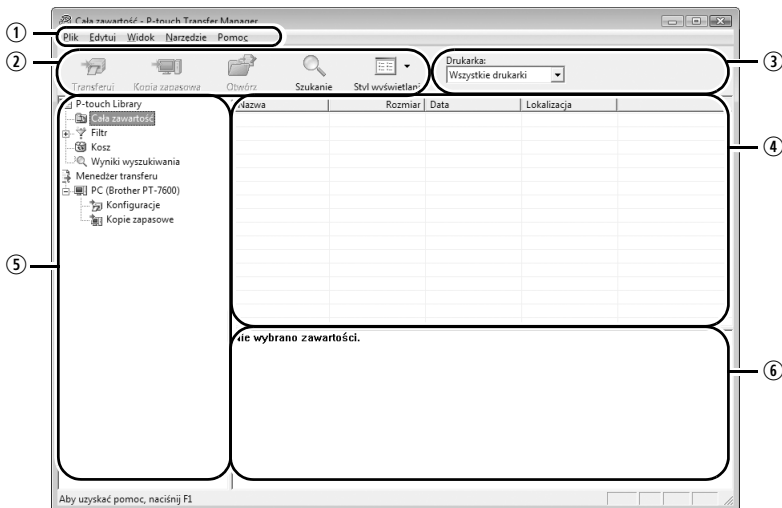 Cała zawartość - P-touch Transfer Manager
① Plik Edytuj Widok Narzędzie Pomoc
② Transferuj Kopia zapasowa Otwórz Szukanie Styl wyświetlani
③ Drukarka:
Wszystkie drukarki
P-touch Library
Cała zawartość
Filtr
Kosz
Wyniki wyszukiwania
Menedżer transferu
PC (Brother PT-7600)
Konfiguracje
Kopie zapasowe
Nazwa Rozmiar Data Lokalizacja
④
⑤
Nie wybrano zawartości.
⑥
Aby uzyskać pomoc, naciśnij F1